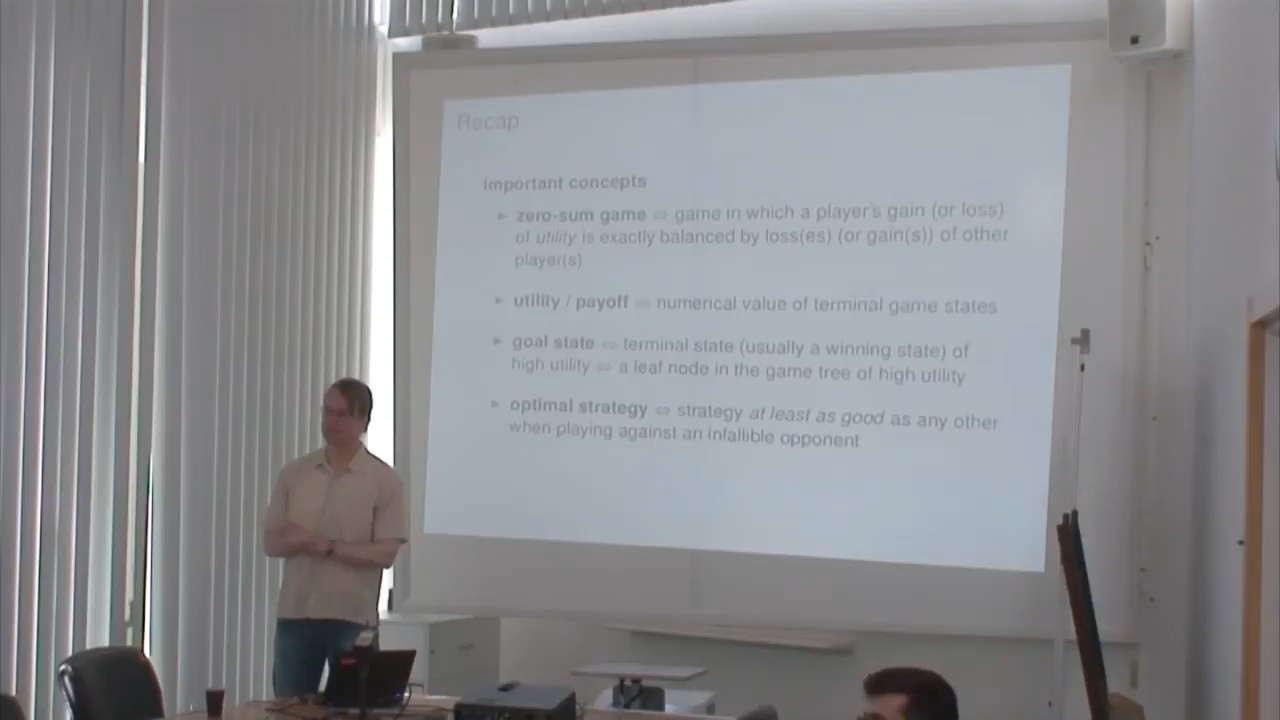 Recap
Important concepts
► zero-sum game ⇔ game in which a player's gain (or loss)
of utility is exactly balanced by loss(es) (or gain(s)) of other
player(s)
► utility / payoff ⇔ numerical value of terminal game states
► goal state ⇔ terminal state (usually a winning state) of
high utility ⇔ a leaf node in the game tree of high utility
► optimal strategy ⇔ strategy at least as good as any other
when playing against an infallible opponent